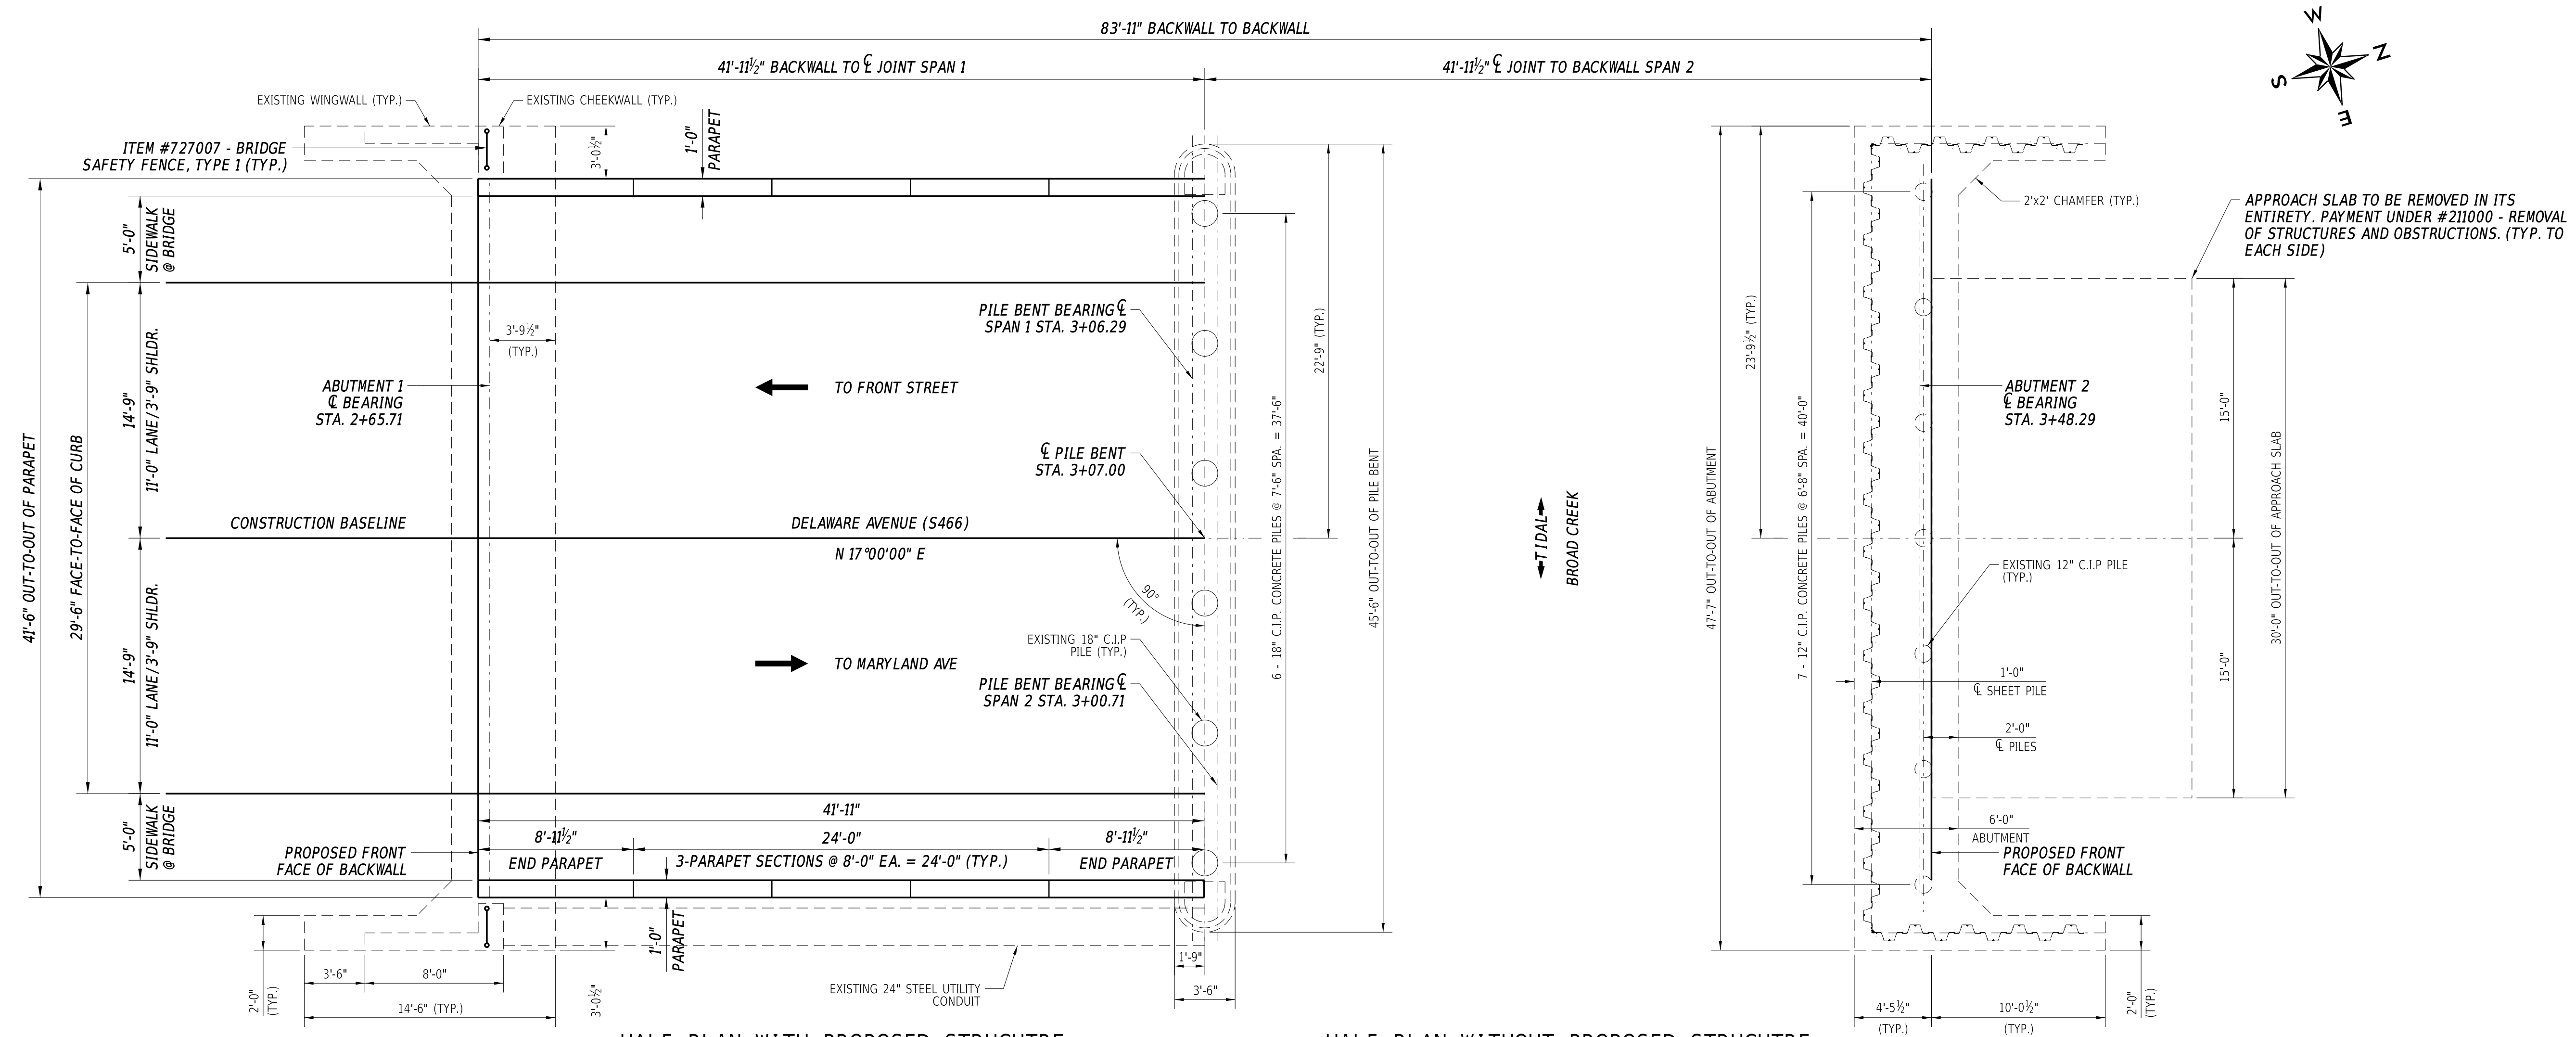 83'-11" BACKWALL TO BACKWALL
41'-11½" BACKWALL TO ℄ JOINT SPAN 1
41'-11½" ℄ JOINT TO BACKWALL SPAN 2
W
N
S
E
EXISTING WINGWALL (TYP.)
EXISTING CHEEKWALL (TYP.)
ITEM #727007 - BRIDGE
SAFETY FENCE, TYPE 1 (TYP.)
3'-0½"
1'-0"
PARAPET
5'-0"
SIDEWALK
@ BRIDGE
41'-6" OUT-TO-OUT OF PARAPET
29'-6" FACE-TO-FACE OF CURB
14'-9"
11'-0" LANE/3'-9" SHLDR.
3'-9½"
(TYP.)
ABUTMENT 1
℄ BEARING
STA. 2+65.71
PILE BENT BEARING ℄
SPAN 1 STA. 3+06.29
TO FRONT STREET
℄ PILE BENT
STA. 3+07.00
CONSTRUCTION BASELINE
DELAWARE AVENUE (S466)
N 17°00'00" E
90°
(TYP.)
14'-9"
11'-0" LANE/3'-9" SHLDR.
EXISTING 18" C.I.P
PILE (TYP.)
TO MARYLAND AVE
PILE BENT BEARING ℄
SPAN 2 STA. 3+00.71
5'-0"
SIDEWALK
@ BRIDGE
41'-11"
8'-11½"
24'-0"
8'-11½"
END PARAPET
3-PARAPET SECTIONS @ 8'-0" EA. = 24'-0" (TYP.)
END PARAPET
PROPOSED FRONT
FACE OF BACKWALL
1'-0"
PARAPET
3'-0½"
3'-6"
8'-0"
14'-6" (TYP.)
2'-0"
(TYP.)
EXISTING 24" STEEL UTILITY
CONDUIT
1'-9"
3'-6"
22'-9" (TYP.)
6 - 18" C.I.P. CONCRETE PILES @ 7'-6" SPA. = 37'-6"
45'-6" OUT-TO-OUT OF PILE BENT
TIDAL
BROAD CREEK
47'-7" OUT-TO-OUT OF ABUTMENT
23'-9½" (TYP.)
7 - 12" C.I.P. CONCRETE PILES @ 6'-8" SPA. = 40'-0"
2'x2' CHAMFER (TYP.)
APPROACH SLAB TO BE REMOVED IN ITS
ENTIRETY. PAYMENT UNDER #211000 - REMOVAL
OF STRUCTURES AND OBSTRUCTIONS. (TYP. TO
EACH SIDE)
ABUTMENT 2
℄ BEARING
STA. 3+48.29
15'-0"
30'-0" OUT-TO-OUT OF APPROACH SLAB
15'-0"
EXISTING 12" C.I.P PILE
(TYP.)
1'-0"
℄ SHEET PILE
2'-0"
℄ PILES
6'-0"
ABUTMENT
PROPOSED FRONT
FACE OF BACKWALL
4'-5½"
(TYP.)
10'-0½"
(TYP.)
2'-0"
(TYP.)
HALF PLAN WITH PROPOSED STRUCUTRE
HALF PLAN WITHOUT PROPOSED STRUCUTRE